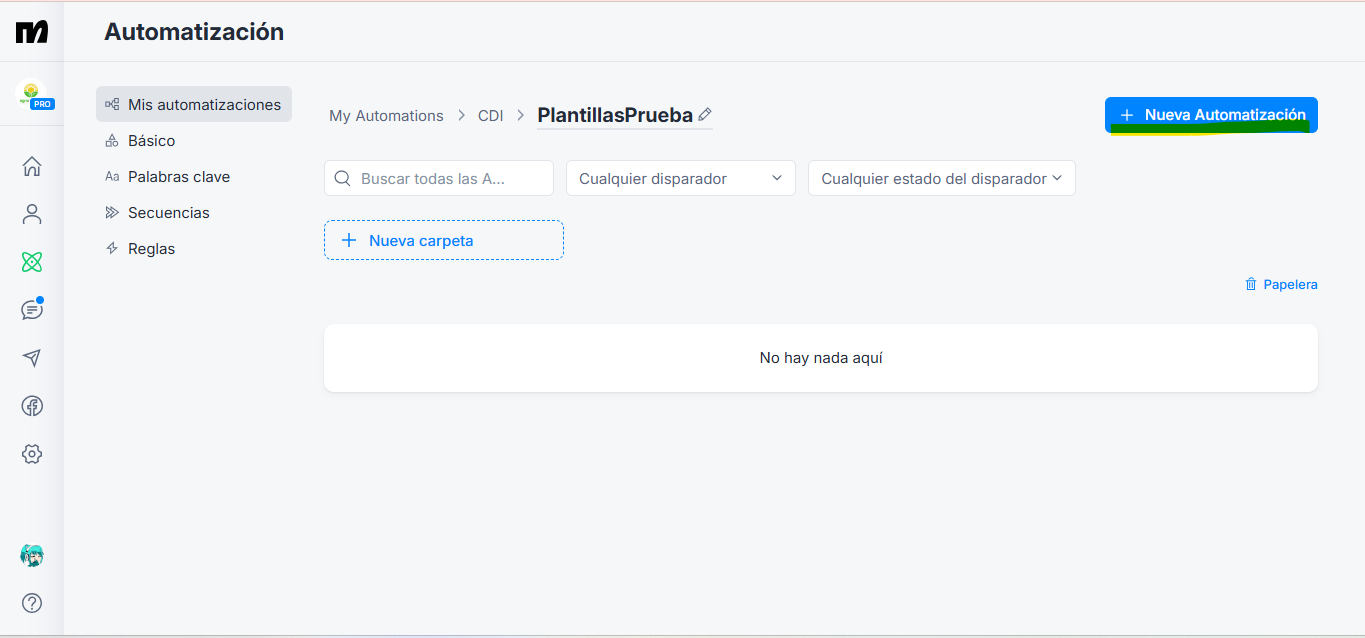 Automatización
PRO
Mis automatizaciones
Básico
Aa Palabras clave
Secuencias
Reglas
My Automations > CDI > PlantillasPrueba
+ Nueva Automatización
Buscar todas las A...
Cualquier disparador
Cualquier estado del disparador
+ Nueva carpeta
Papelera
No hay nada aquí